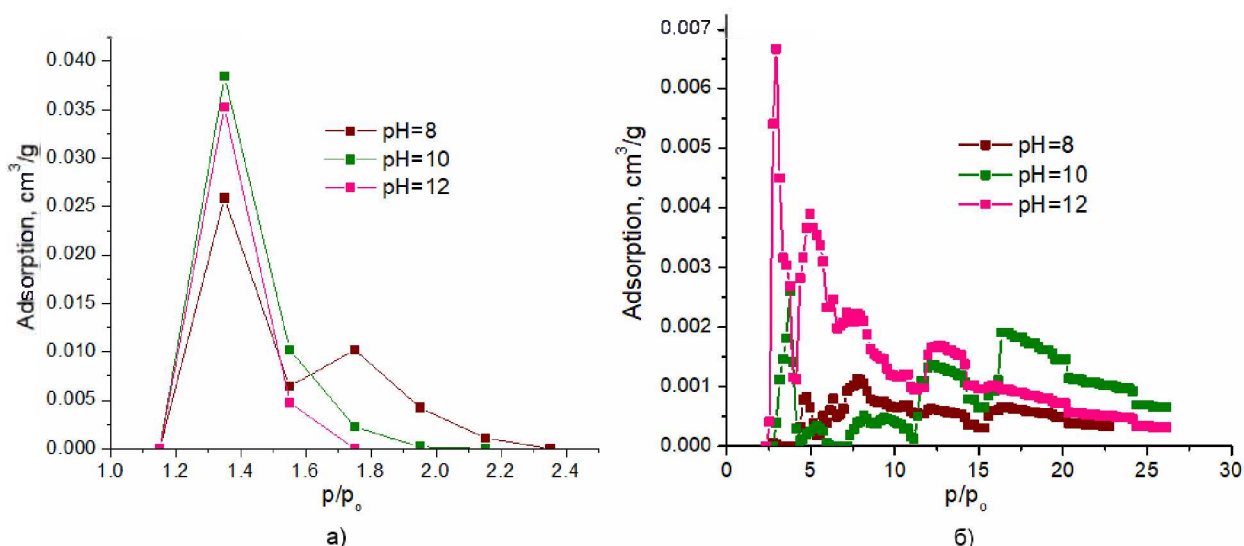 0.040
0.035
0.030
0.025
0.020
0.015
0.010
0.005
0.000
Adsorption, cm³/g
1.0 1.2 1.4 1.6 1.8 2.0 2.2 2.4
p/p₀
pH=8
pH=10
pH=12
а)
0.007
0.006
0.005
0.004
0.003
0.002
0.001
0.000
Adsorption, cm³/g
0 5 10 15 20 25 30
p/p₀
pH=8
pH=10
pH=12
б)